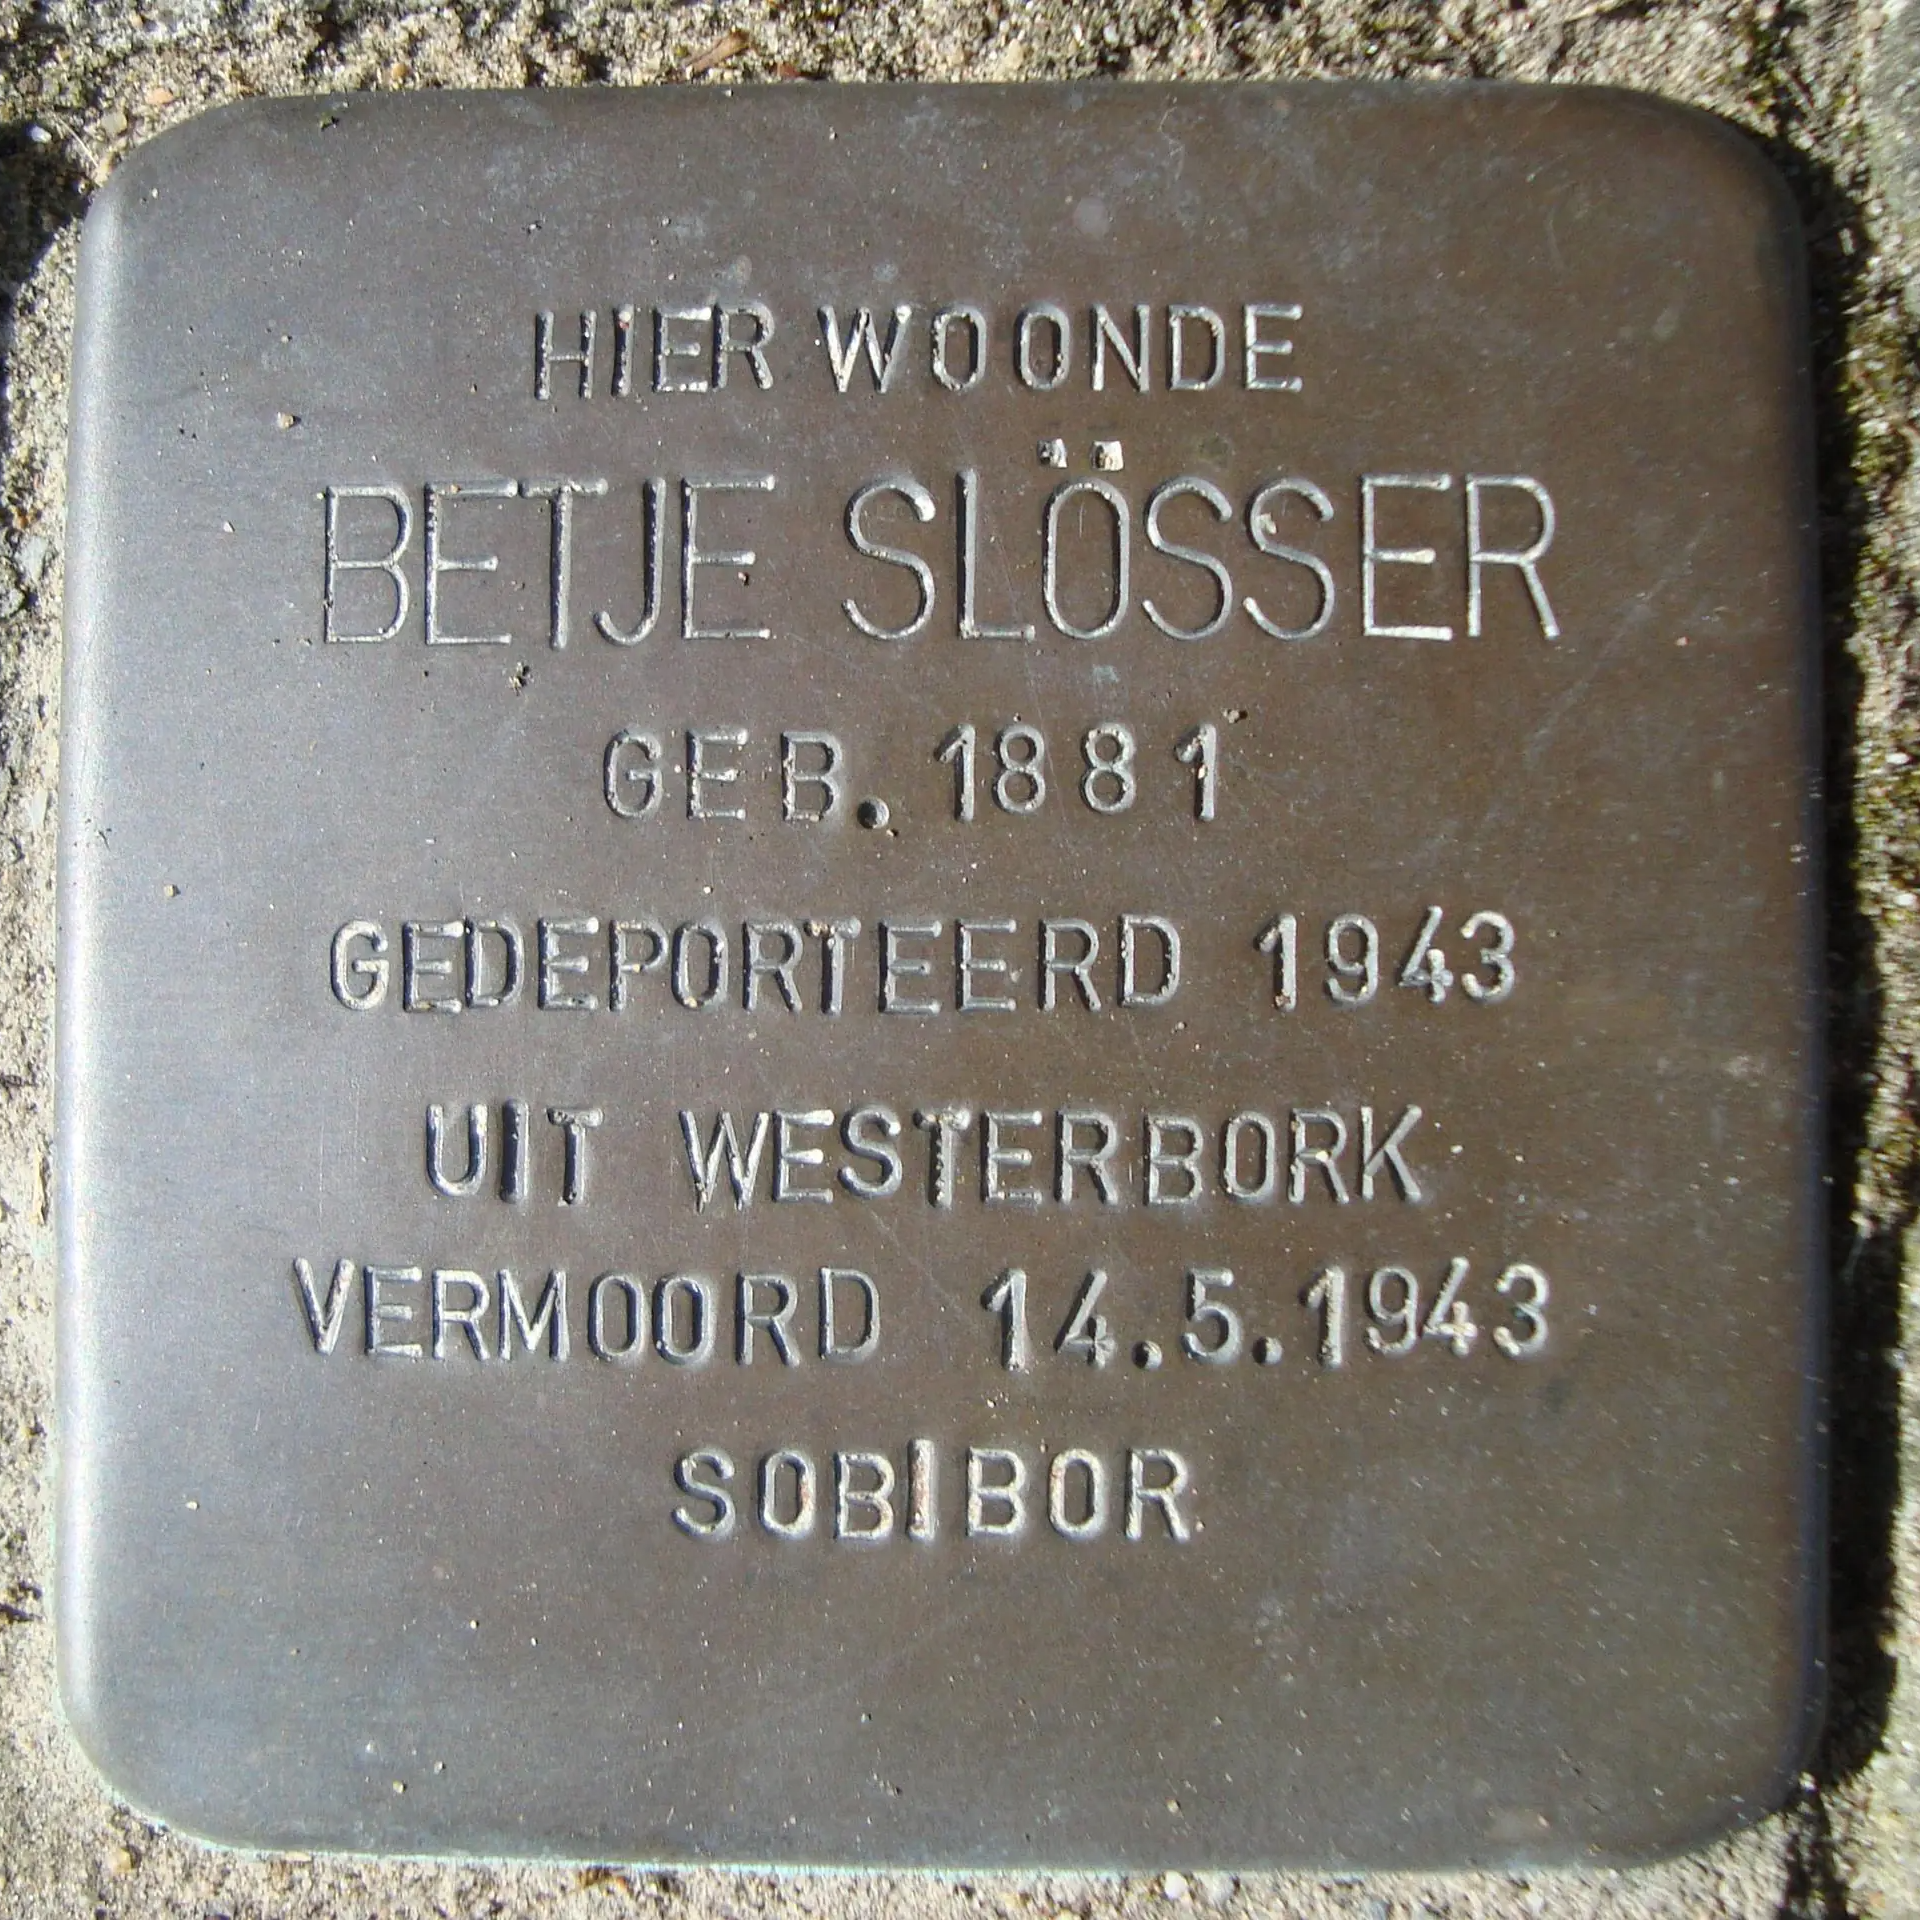 HIER WOONDE
BETJE SLÖSSER
GEB. 1881
GEDEPORTEERD 1943
UIT WESTERBORK
VERMOORD 14.5.1943
SOBIBOR